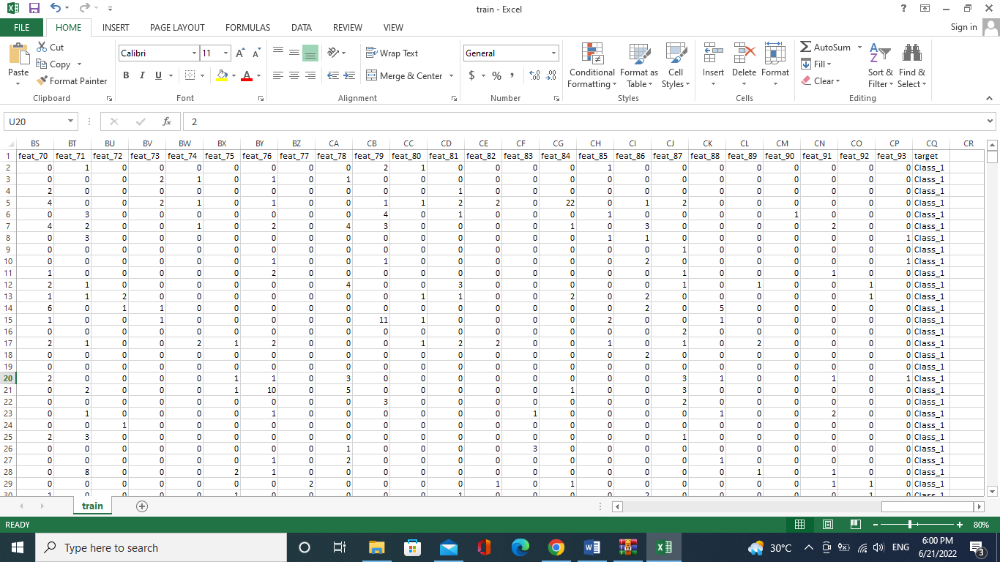 train - Excel
FILE HOME INSERT PAGE LAYOUT FORMULAS DATA REVIEW VIEW Sign in
Cut Calibri 11 Wrap Text General AutoSum
Paste Copy B I U Merge & Center $ % Conditional Formatting Format as Table Cell Styles Insert Delete Format Fill Sort & Filter Find & Select
Format Painter Clear
Clipboard Font Alignment Number Styles Cells Editing
U20 fx 2
BS BT BU BV BW BX BY BZ CA CB CC CD CE CF CG CH CI CJ CK CL CM CN CO CP CQ CR
1 feat_70 feat_71 feat_72 feat_73 feat_74 feat_75 feat_76 feat_77 feat_78 feat_79 feat_80 feat_81 feat_82 feat_83 feat_84 feat_85 feat_86 feat_87 feat_88 feat_89 feat_90 feat_91 feat_92 feat_93 target
2 0 1 0 0 0 0 0 0 0 2 1 0 0 0 0 1 0 0 0 0 0 0 0 0 Class_1
3 0 0 0 2 1 0 1 0 1 0 0 0 0 0 0 0 0 0 0 0 0 0 0 0 Class_1
4 2 0 0 0 0 0 0 0 0 0 0 1 0 0 0 0 0 0 0 0 0 0 0 0 Class_1
5 4 0 0 2 1 0 1 0 0 1 1 2 2 0 22 0 1 2 0 0 0 0 0 0 Class_1
6 0 3 0 0 0 0 0 0 0 4 0 1 0 0 0 1 0 0 0 0 1 0 0 0 Class_1
7 4 2 0 0 1 0 2 0 4 3 0 0 0 0 1 0 3 0 0 0 0 2 0 0 Class_1
8 0 3 0 0 0 0 0 0 0 0 0 0 0 0 0 1 1 0 0 0 0 0 0 1 Class_1
9 0 0 0 0 0 0 0 0 0 0 0 0 0 0 0 0 0 1 0 0 0 0 0 0 Class_1
10 0 0 0 0 0 0 1 0 0 1 0 0 0 0 0 0 2 0 0 0 0 0 0 1 Class_1
11 1 0 0 0 0 0 2 0 0 0 0 0 0 0 0 0 0 1 0 0 0 1 0 0 Class_1
12 2 1 0 0 0 0 0 0 4 0 0 3 0 0 0 0 0 1 0 1 0 0 1 0 Class_1
13 1 1 2 0 0 0 0 0 0 0 1 1 0 0 2 0 2 0 0 0 0 0 1 0 Class_1
14 6 0 1 1 0 0 0 0 0 0 0 0 0 0 0 0 2 0 5 0 0 0 0 0 Class_1
15 1 0 0 1 0 0 0 0 0 11 1 0 0 0 0 2 0 0 1 0 0 0 0 0 Class_1
16 0 0 0 0 0 0 0 0 0 0 0 0 0 0 0 0 0 2 0 0 0 0 0 0 Class_1
17 2 1 0 0 2 1 2 0 0 0 1 2 2 0 0 1 0 1 0 2 0 0 0 0 Class_1
18 0 0 0 0 0 0 0 0 0 0 0 0 0 0 0 0 2 0 0 0 0 0 0 0 Class_1
19 0 0 0 0 0 0 0 0 0 0 0 0 0 0 0 0 0 0 0 0 0 0 0 0 Class_1
20 2 0 0 0 0 1 1 0 3 0 0 0 0 0 0 0 0 3 1 0 0 1 0 1 Class_1
21 0 2 0 0 0 1 10 0 5 0 0 0 0 0 1 0 0 3 0 0 0 0 0 0 Class_1
22 0 0 0 0 0 0 0 0 0 3 0 0 0 0 0 0 0 2 0 0 0 0 0 0 Class_1
23 0 1 0 0 0 0 1 0 0 0 0 0 0 1 0 0 0 0 1 0 0 2 0 0 Class_1
24 0 0 1 0 0 0 0 0 0 0 0 0 0 0 0 0 0 0 0 0 0 0 0 0 Class_1
25 2 3 0 0 0 0 0 0 0 0 0 0 0 0 0 0 0 1 0 0 0 0 0 0 Class_1
26 0 0 0 0 0 0 0 0 1 0 0 0 0 3 0 0 0 0 0 0 0 0 0 0 Class_1
27 0 0 0 0 0 0 1 0 2 0 0 0 0 0 0 0 0 0 1 0 0 0 0 0 Class_1
28 0 8 0 0 0 2 1 0 0 0 0 0 0 0 0 0 0 0 0 1 0 1 0 0 Class_1
29 0 0 0 0 0 0 0 2 0 0 0 0 1 0 1 0 0 0 0 0 0 1 1 0 Class_1
30 1 0 0 0 0 1 0 0 0 0 0 1 0 0 0 0 2 0 0 0 0 0 1 0 Class_1
train
READY 80%
Type here to search 30°C ENG 6:00 PM
6/21/2022 3